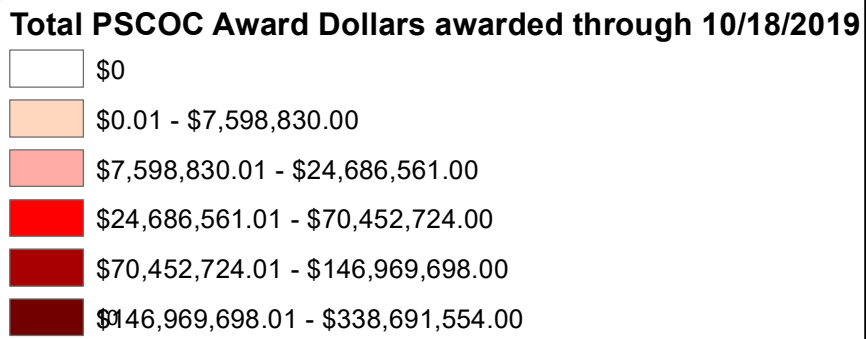 Total PSCOC Award Dollars awarded through 10/18/2019
$0
$0.01 - $7,598,830.00
$7,598,830.01 - $24,686,561.00
$24,686,561.01 - $70,452,724.00
$70,452,724.01 - $146,969,698.00
$146,969,698.01 - $338,691,554.00